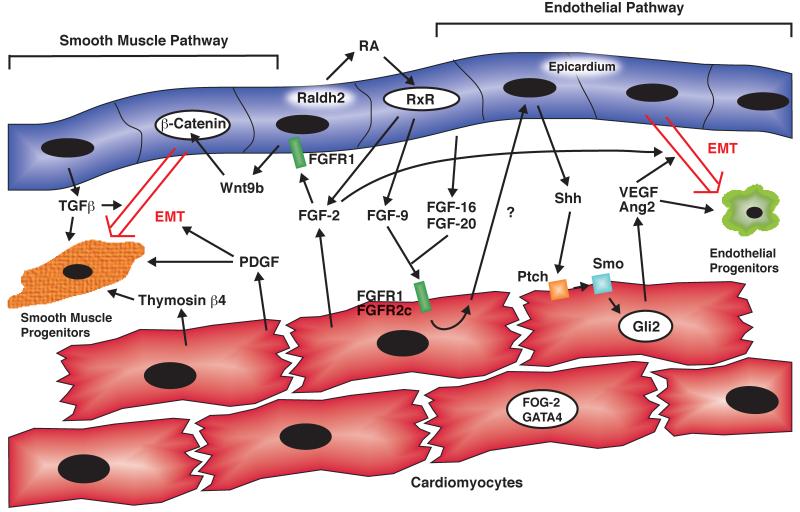 Endothelial Pathway
Smooth Muscle Pathway
RA
Epicardium
Raldh2
RxR
β-Catenin
EMT
FGFR1
Wnt9b
TGFβ
VEGF
Ang2
Shh
FGF-2
FGF-9
FGF-16
FGF-20
?
EMT
Endothelial
Progenitors
PDGF
Smo
Ptch
FGFR1
FGFR2c
Thymosin β4
Smooth Muscle
Progenitors
Gli2
FOG-2
GATA4
Cardiomyocytes